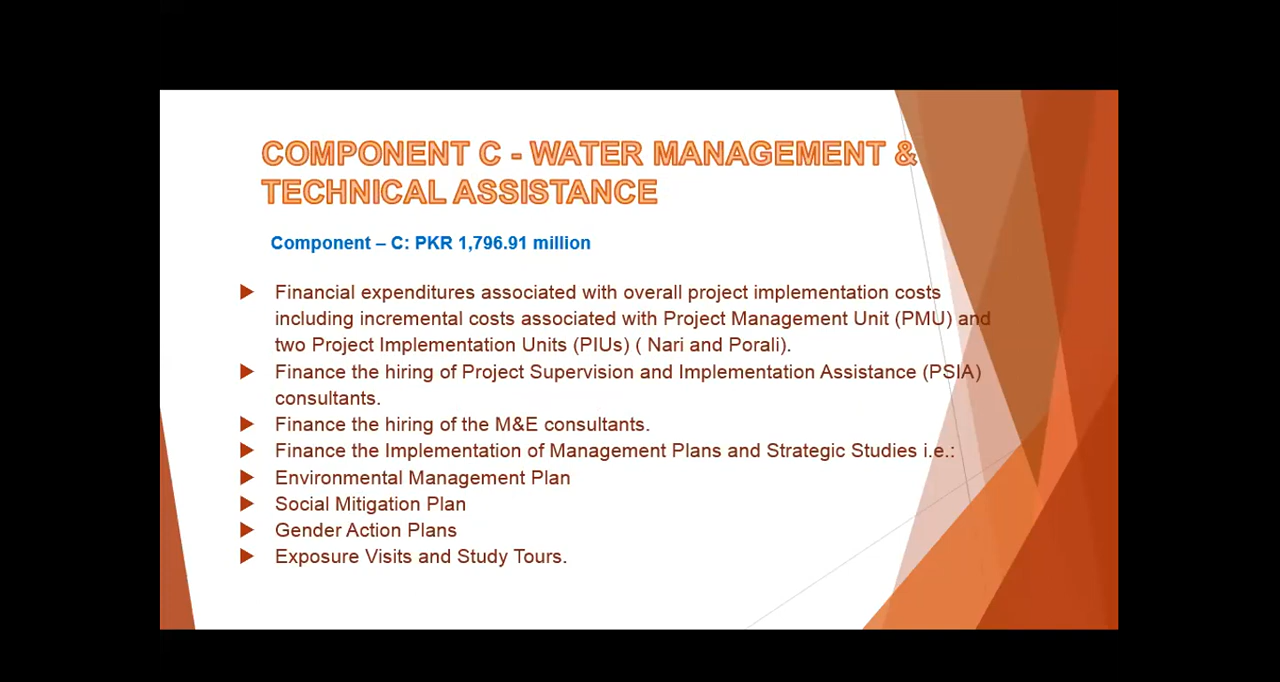 COMPONENT C - WATER MANAGEMENT &
TECHNICAL ASSISTANCE
Component – C: PKR 1,796.91 million
Financial expenditures associated with overall project implementation costs
including incremental costs associated with Project Management Unit (PMU) and
two Project Implementation Units (PIUs) ( Nari and Porali).
Finance the hiring of Project Supervision and Implementation Assistance (PSIA)
consultants.
Finance the hiring of the M&E consultants.
Finance the Implementation of Management Plans and Strategic Studies i.e.:
Environmental Management Plan
Social Mitigation Plan
Gender Action Plans
Exposure Visits and Study Tours.